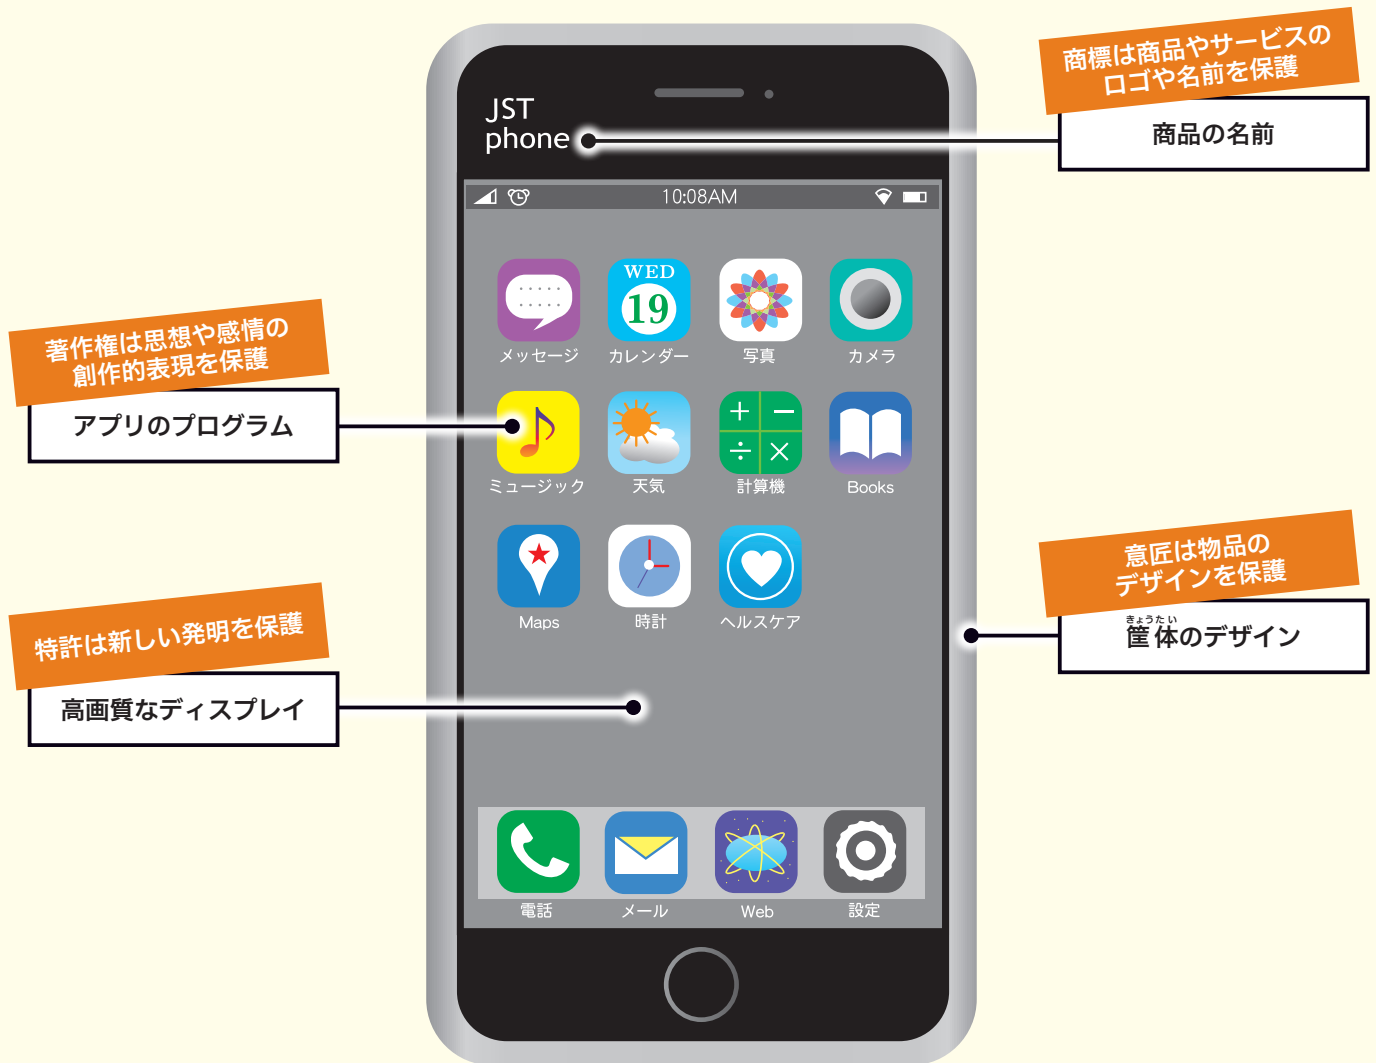 商標は商品やサービスの
ロゴや名前を保護
商品の名前
JST
phone
10:08AM
WED
19
メッセージ
カレンダー
写真
カメラ
著作権は思想や感情の
創作的表現を保護
アプリのプログラム
ミュージック
天気
計算機
Books
Maps
時計
ヘルスケア
意匠は物品の
デザインを保護
きょうたい
筐体のデザイン
特許は新しい発明を保護
高画質なディスプレイ
電話
メール
Web
設定